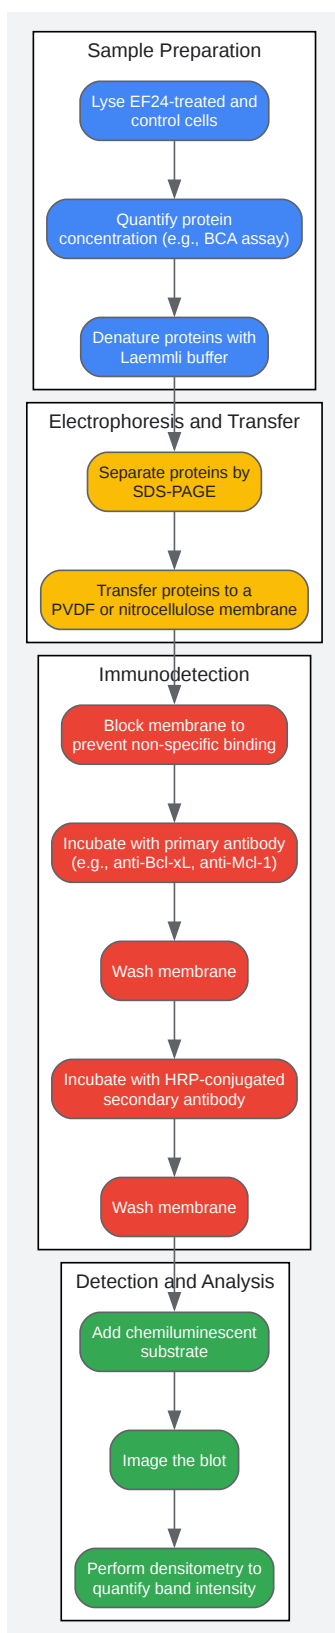 Sample Preparation
Lyse EF24-treated and
control cells
Quantify protein
concentration (e.g., BCA assay)
Denature proteins with
Laemmli buffer
Electrophoresis and Transfer
Separate proteins by
SDS-PAGE
Transfer proteins to a
PVDF or nitrocellulose membrane
Immunodetection
Block membrane to
prevent non-specific binding
Incubate with primary antibody
(e.g., anti-Bcl-xL, anti-Mcl-1)
Wash membrane
Incubate with HRP-conjugated
secondary antibody
Wash membrane
Detection and Analysis
Add chemiluminescent
substrate
Image the blot
Perform densitometry to
quantify band intensity